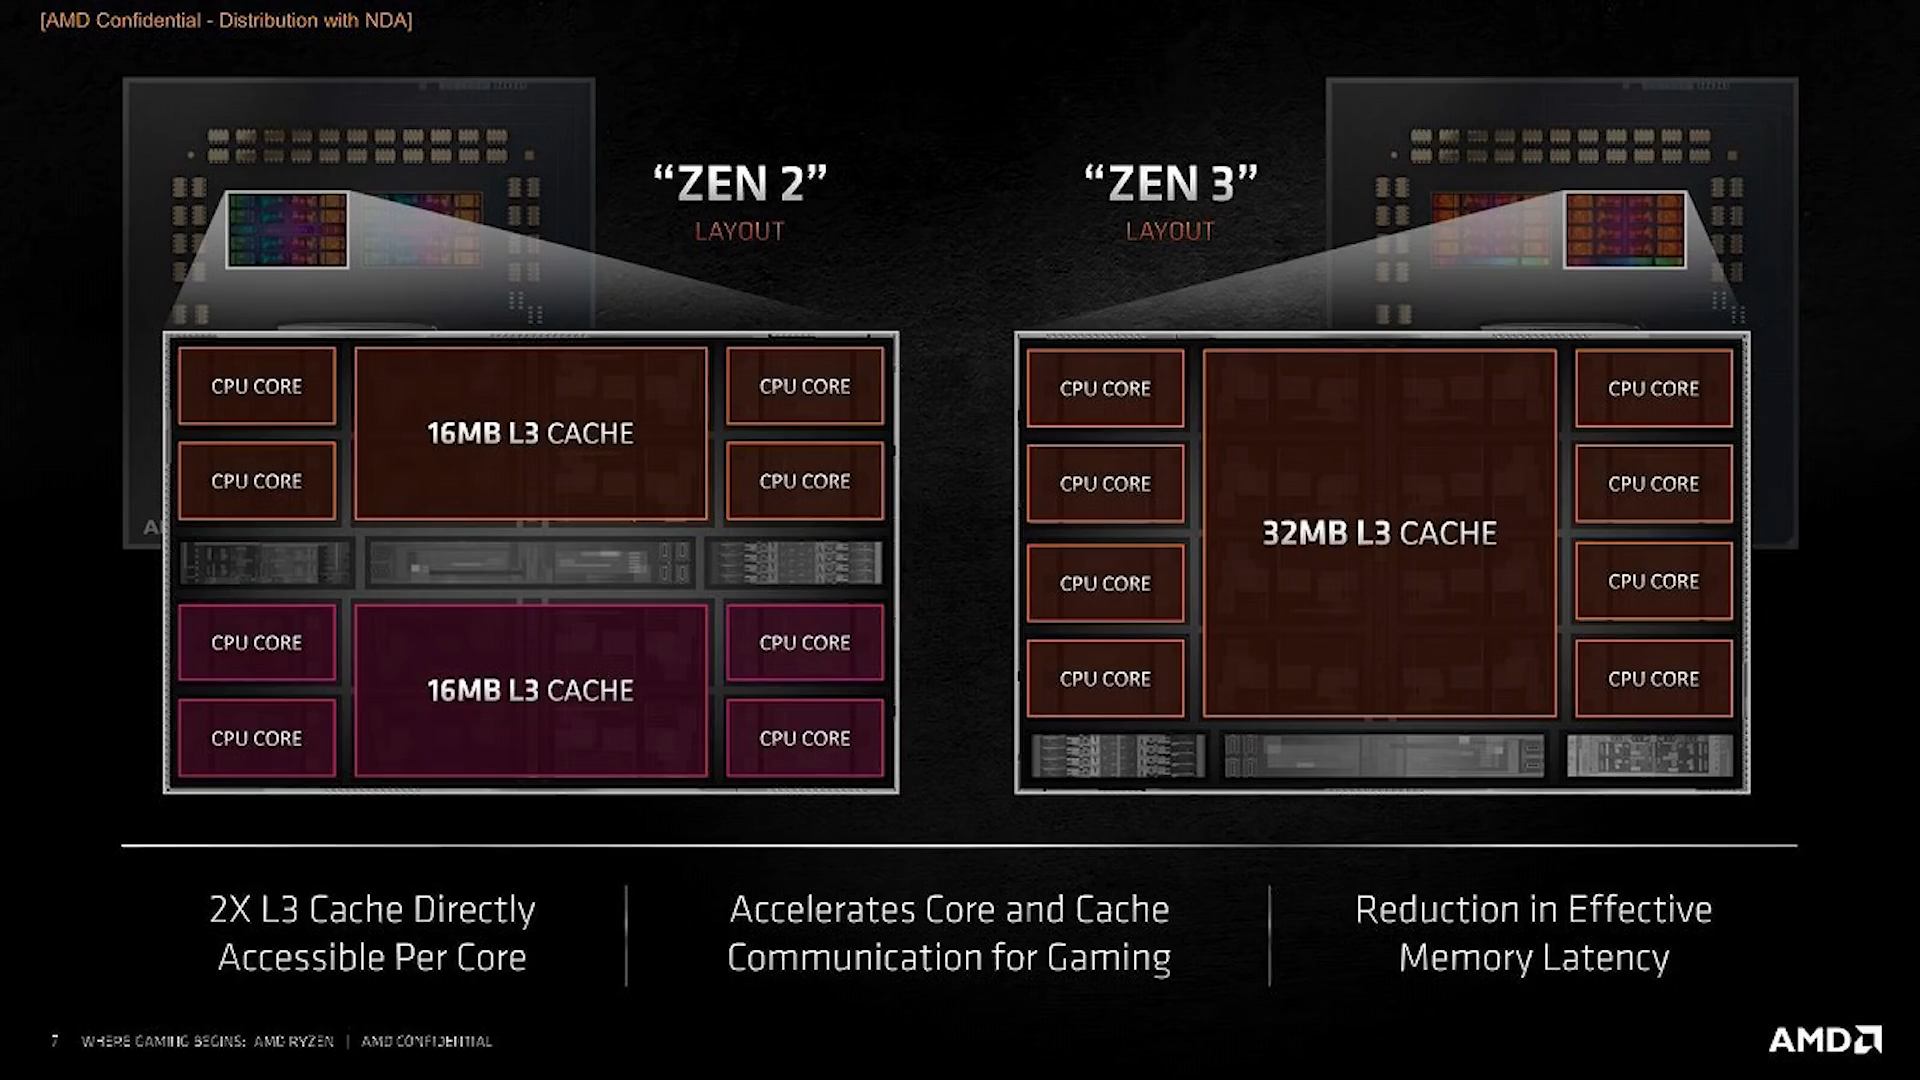 [AMD Confidential - Distribution with NDA]
“ZEN 2”
LAYOUT
“ZEN 3”
LAYOUT
CPU CORE
16MB L3 CACHE
CPU CORE
CPU CORE
CPU CORE
CPU CORE
16MB L3 CACHE
CPU CORE
CPU CORE
CPU CORE
CPU CORE
CPU CORE
CPU CORE
CPU CORE
32MB L3 CACHE
CPU CORE
CPU CORE
CPU CORE
CPU CORE
2X L3 Cache Directly
Accessible Per Core
Accelerates Core and Cache
Communication for Gaming
Reduction in Effective
Memory Latency
7 WHERE GAMING BEGINS: AMD RYZEN | AMD CONFIDENTIAL
AMD